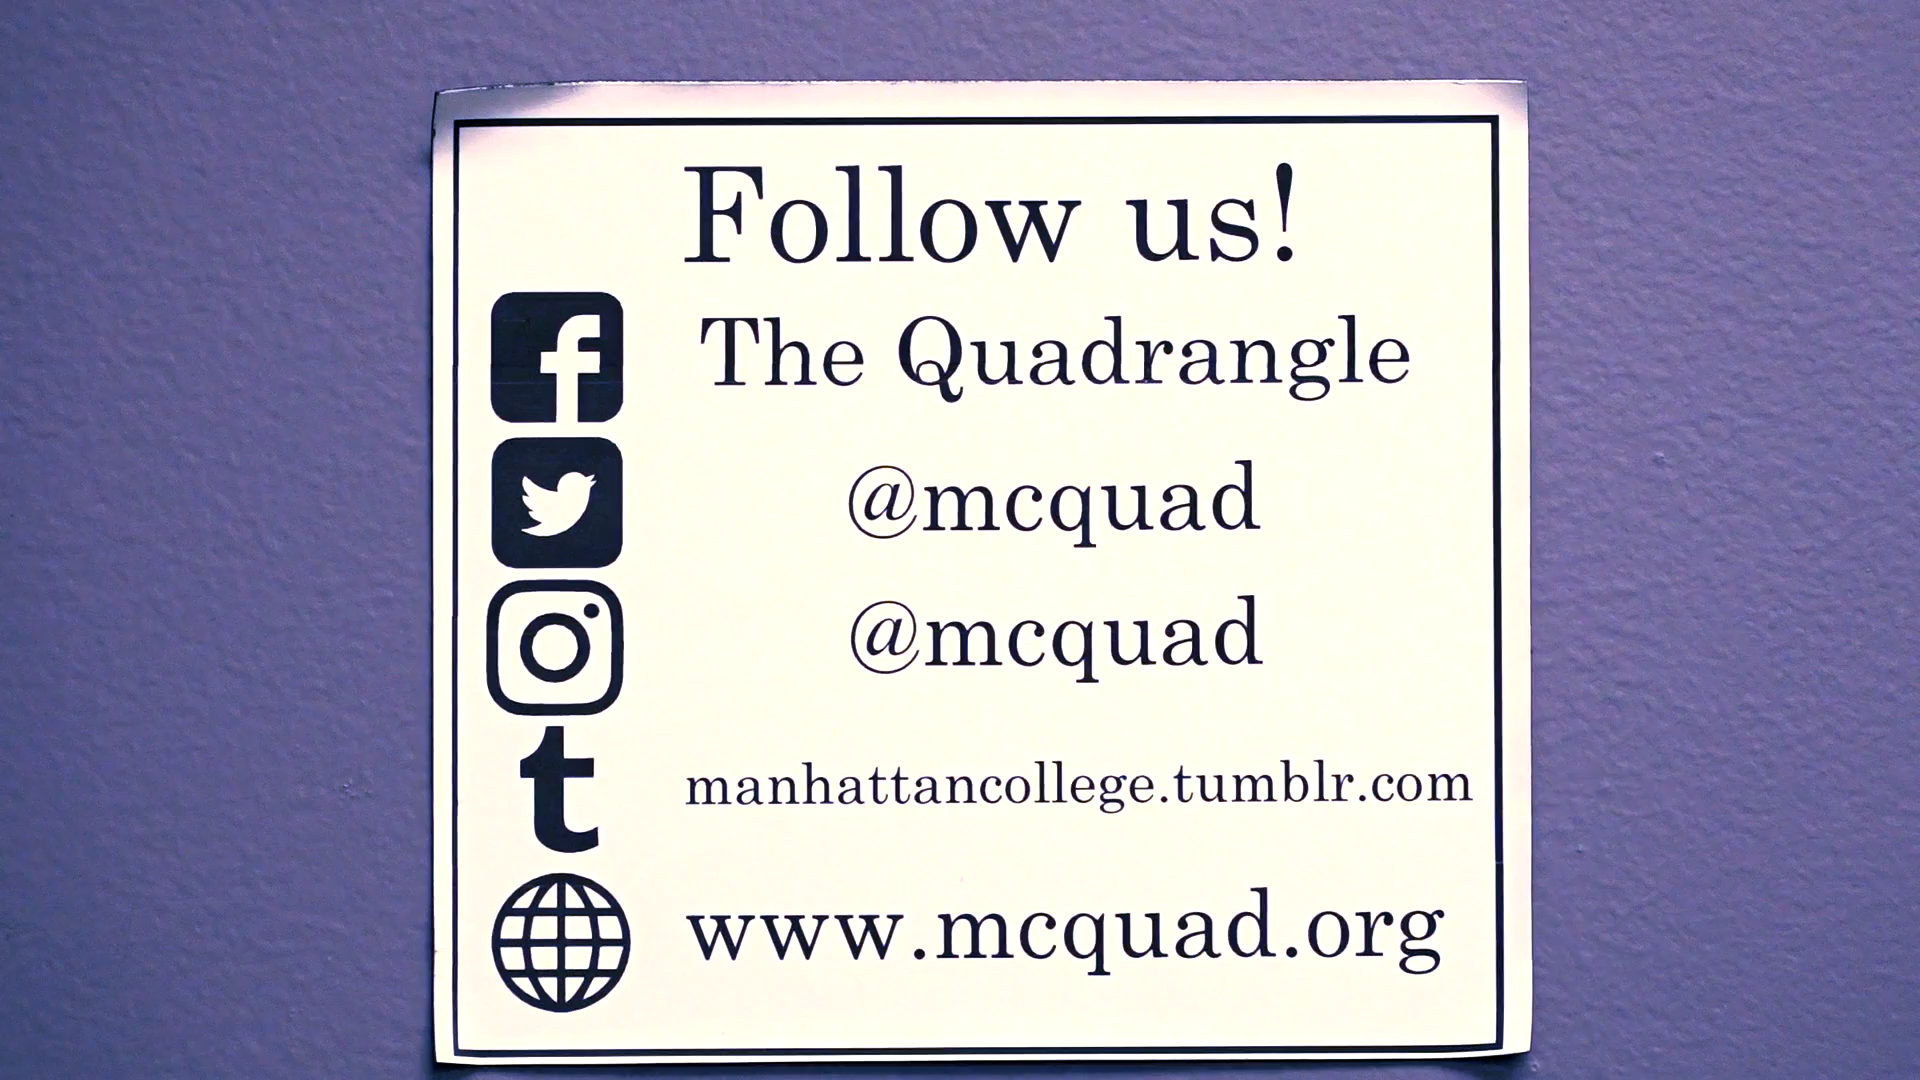 Follow us!
The Quadrangle
@mcquad
@mcquad
manhattancollege.tumblr.com
www.mcquad.org